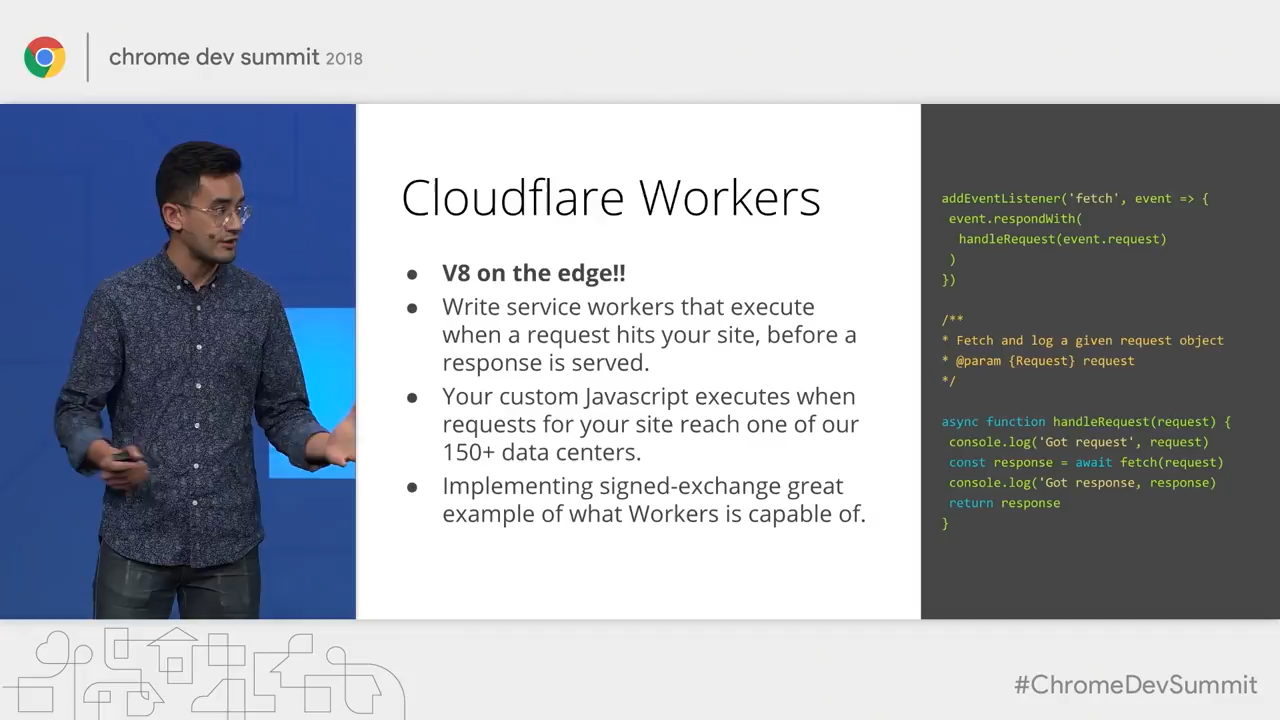 chrome dev summit 2018
Cloudflare Workers
● V8 on the edge!!
● Write service workers that execute
when a request hits your site, before a
response is served.
● Your custom Javascript executes when
requests for your site reach one of our
150+ data centers.
● Implementing signed-exchange great
example of what Workers is capable of.
addEventListener('fetch', event => {
event.respondWith(
handleRequest(event.request)
)
})
/**
* Fetch and log a given request object
* @param {Request} request
*/
async function handleRequest(request) {
console.log('Got request', request)
const response = await fetch(request)
console.log('Got response, response)
return response
}
#ChromeDevSummit